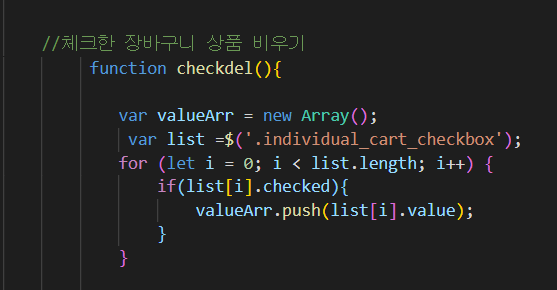 //체크한 장바구니 상품 비우기
function checkdel(){
var valueArr = new Array();
var list =$('.individual_cart_checkbox');
for (let i = 0; i < list.length; i++) {
if(list[i].checked){
valueArr.push(list[i].value);
}
}